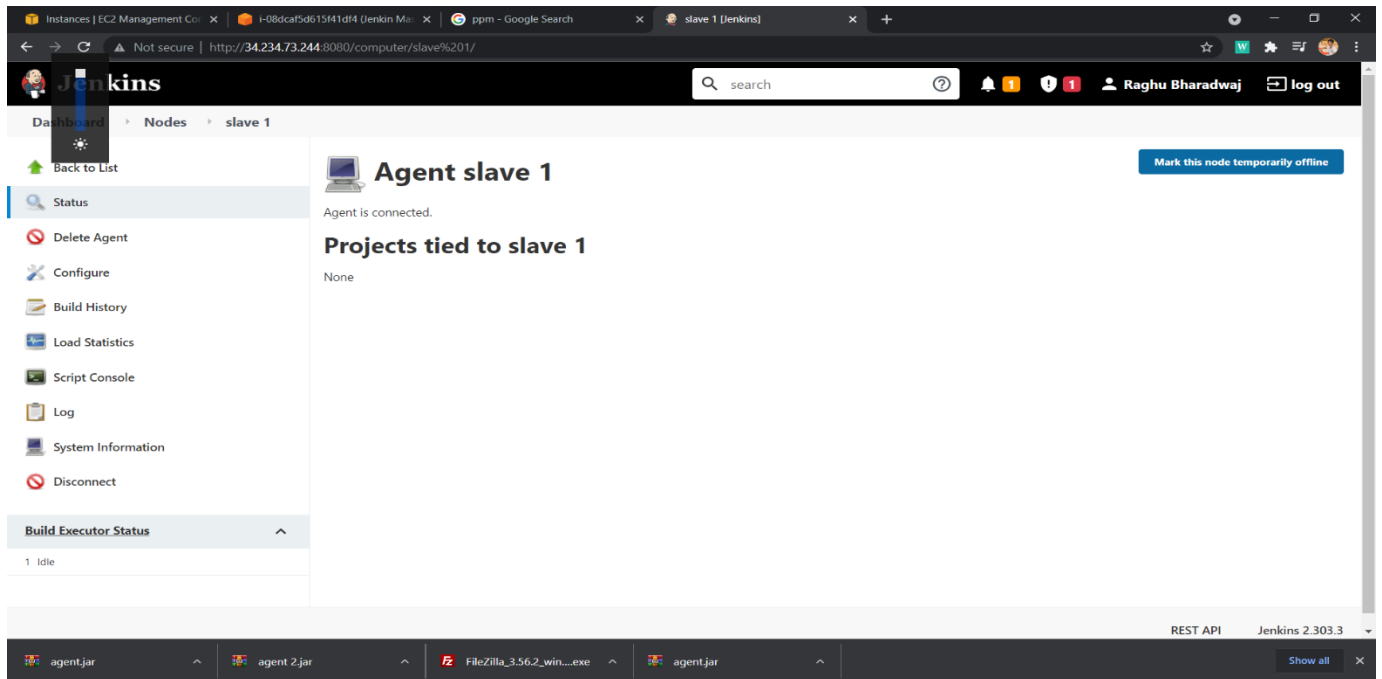 Instances | EC2 Management Con
i-08dcaf5d615f41df4 (Jenkin Mas
ppm - Google Search
slave 1 [Jenkins]
Not secure | http://34.234.73.244:8080/computer/slave%201/
W
Jenkins
search
1
1
Raghu Bharadwaj
log out
Dashboard
Nodes
slave 1
Back to List
Status
Delete Agent
Configure
Build History
Load Statistics
Script Console
Log
System Information
Disconnect
Build Executor Status
1 Idle
Agent slave 1
Mark this node temporarily offline
Agent is connected.
Projects tied to slave 1
None
REST API
Jenkins 2.303.3
agent.jar
agent 2.jar
FileZilla_3.56.2_win....exe
agent.jar
Show all